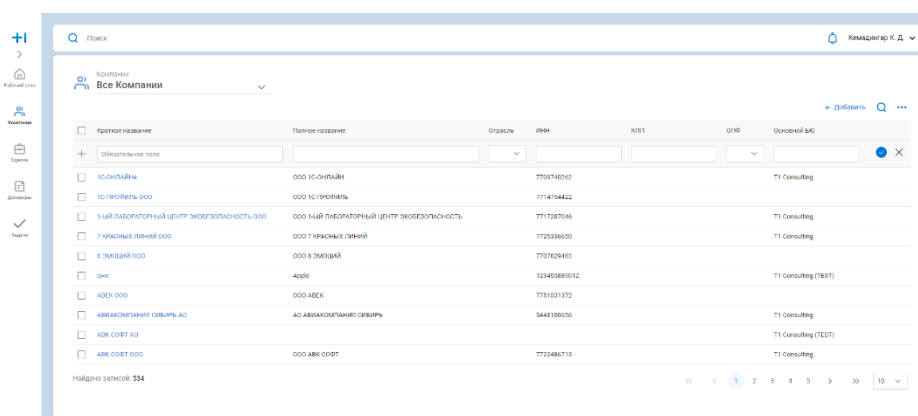 Поиск
Кемадингар К. Д.
Рабочий стол
Компании
Сделки
Договоры
Задачи
Компании
Все Компании
+ Добавить
Краткое название Полное название Отрасль ИНН КПП ОПФ Основной БЮ
Обязательное поле
1С-ОНЛАЙНе ООО 1С-ОНЛАЙН 7709740262 T1 Consulting
1С ПРОФИЛЬ ООО ООО 1С ПРОФИЛЬ 7714754422
1-ЫЙ ЛАБОРАТОРНЫЙ ЦЕНТР ЭКОБЕЗОПАСНОСТЬ ООО ООО 1-ЫЙ ЛАБОРАТОРНЫЙ ЦЕНТР ЭКОБЕЗОПАСНОСТЬ 7717287046 T1 Consulting
7 КРАСНЫХ ЛИНИЙ ООО ООО 7 КРАСНЫХ ЛИНИЙ 7725336650 T1 Consulting
8 ЭМОЦИЙ ООО ООО 8 ЭМОЦИЙ 7707829483
qwe Apple 123455889012 T1 Consulting (TEST)
АВЕК ООО ООО АВЕК 7751031372
АВИАКОМПАНИЯ СИБИРЬ АО АО АВИАКОМПАНИЯ СИБИРЬ 5448100656 T1 Consulting
АВК СОФТ АО T1 Consulting (TEST)
АВК СОФТ ООО ООО АВК СОФТ 7723486713 T1 Consulting
Найдено записей: 534
1 2 3 4 5 10